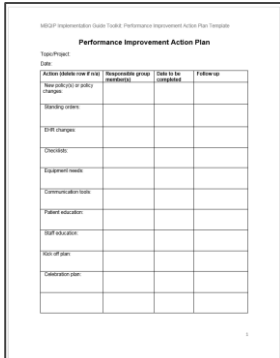 MBQIP Implementation Guide Toolkit: Performance Improvement Action Plan Template
Performance Improvement Action Plan
Topic/Project:
Date:
Action (delete row if n/a) Responsible group Date to be Follow up
member(s) completed
New policy(s) or policy
changes:
Standing orders:
EHR changes:
Checklists:
Equipment needs:
Communication tools:
Patient education:
Staff education:
Kick off plan:
Celebration plan: